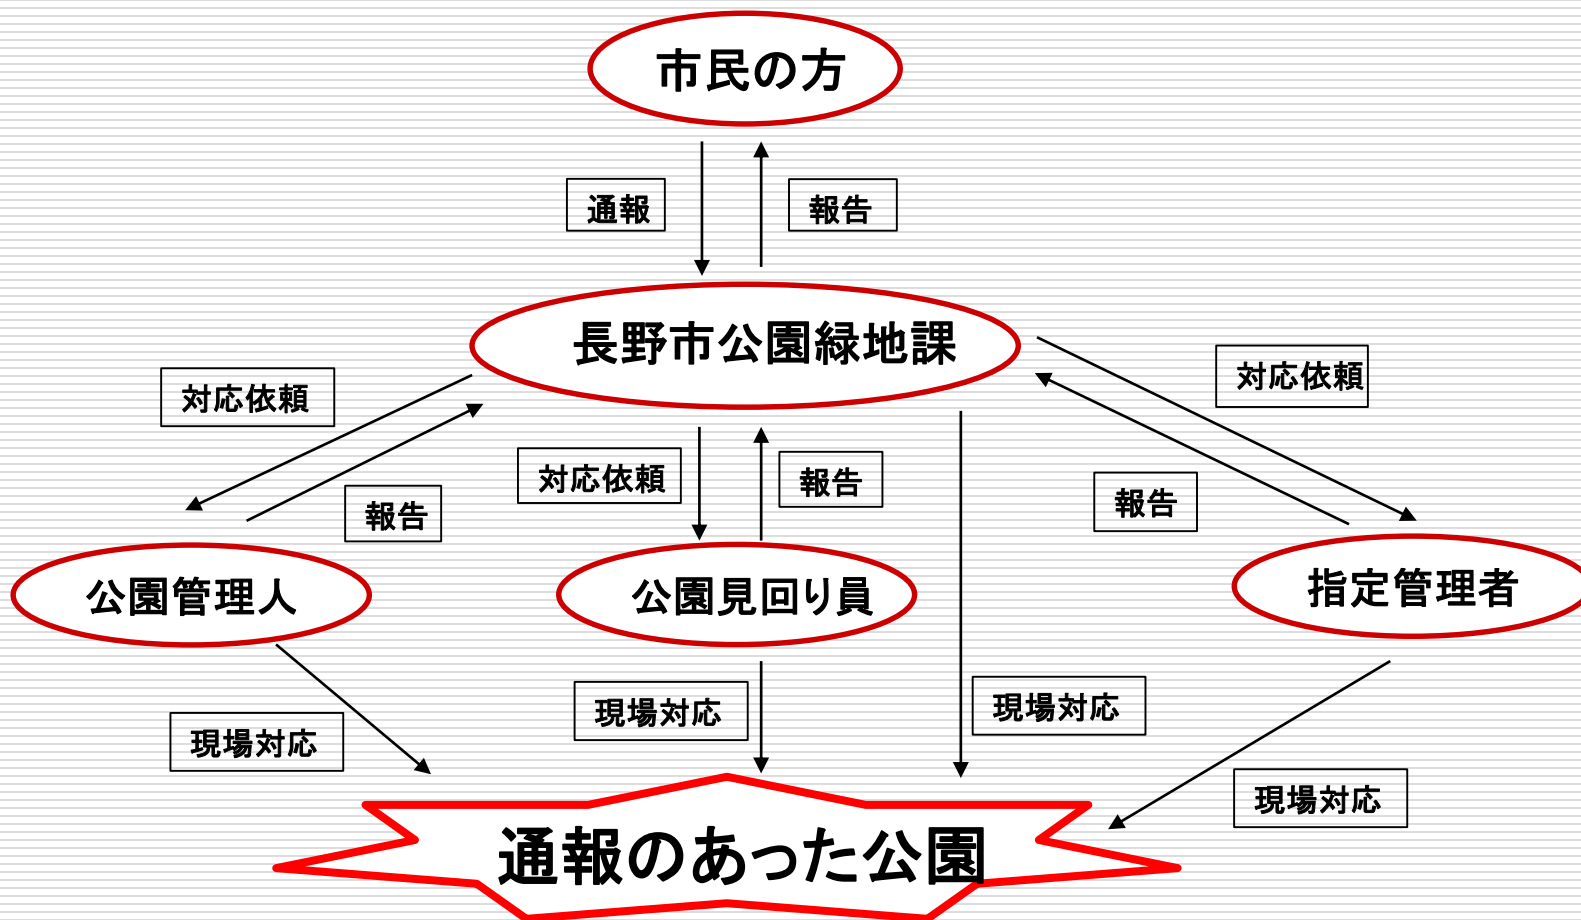 市民の方
通報
報告
長野市公園緑地課
対応依頼
対応依頼
対応依頼
報告
報告
報告
公園管理人
公園見回り員
指定管理者
現場対応
現場対応
現場対応
現場対応
通報のあった公園